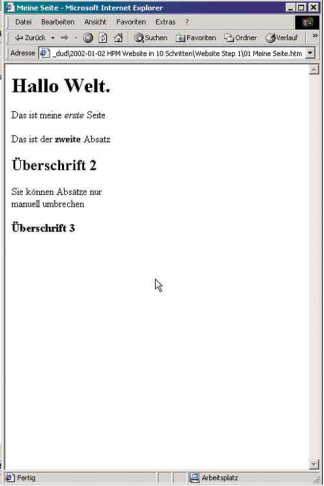 Meine Seite - Microsoft Internet Explorer
Datei Bearbeiten Ansicht Favoriten Extras ?
Zurück Suchen Favoriten Ordner Verlauf »
Adresse _dud\2002-01-02 HPM Website in 10 Schritten\Website Step 1\01 Meine Seite.htm
Hallo Welt.
Das ist meine erste Seite
Das ist der zweite Absatz
Überschrift 2
Sie können Absätze nur
manuell umbrechen
Überschrift 3
Fertig Arbeitsplatz